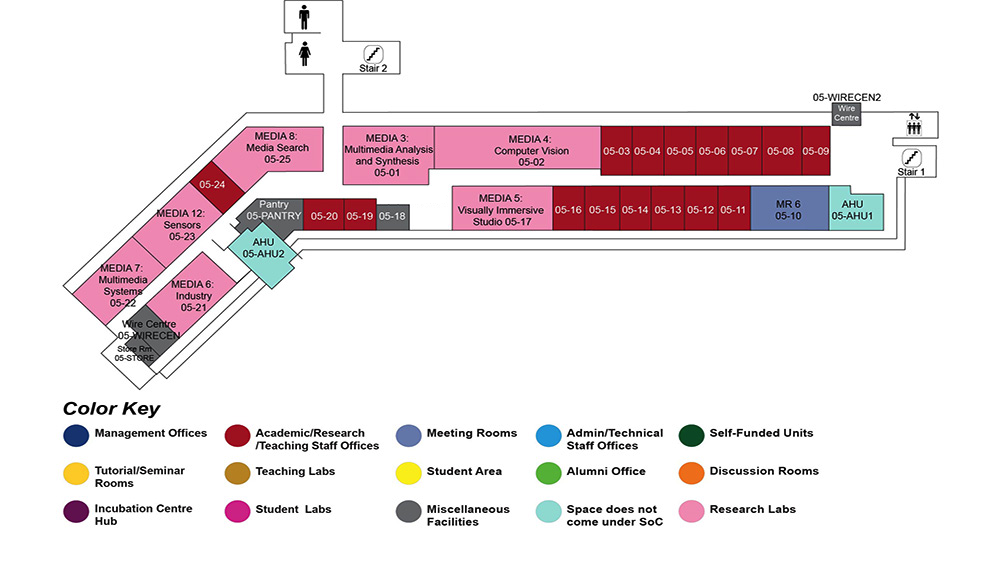 Stair 2
05-WIRECEN2
Wire
Centre
Stair 1
MEDIA 8:
Media Search
05-25
MEDIA 3:
Multimedia Analysis
and Synthesis
05-01
MEDIA 4:
Computer Vision
05-02
05-03
05-04
05-05
05-06
05-07
05-08
05-09
05-24
MEDIA 12:
Sensors
05-23
Pantry
05-PANTRY
05-20
05-19
05-18
MEDIA 5:
Visually Immersive
Studio 05-17
05-16
05-15
05-14
05-13
05-12
05-11
MR 6
05-10
AHU
05-AHU1
AHU
05-AHU2
MEDIA 7:
Multimedia
Systems
05-22
MEDIA 6:
Industry
05-21
Wire Centre
05-WIRECEN
Store Rm
05-STORE
Color Key
Management Offices
Academic/Research
/Teaching Staff Offices
Meeting Rooms
Admin/Technical
Staff Offices
Self-Funded Units
Tutorial/Seminar
Rooms
Teaching Labs
Student Area
Alumni Office
Discussion Rooms
Incubation Centre
Hub
Student Labs
Miscellaneous
Facilities
Space does not
come under SoC
Research Labs